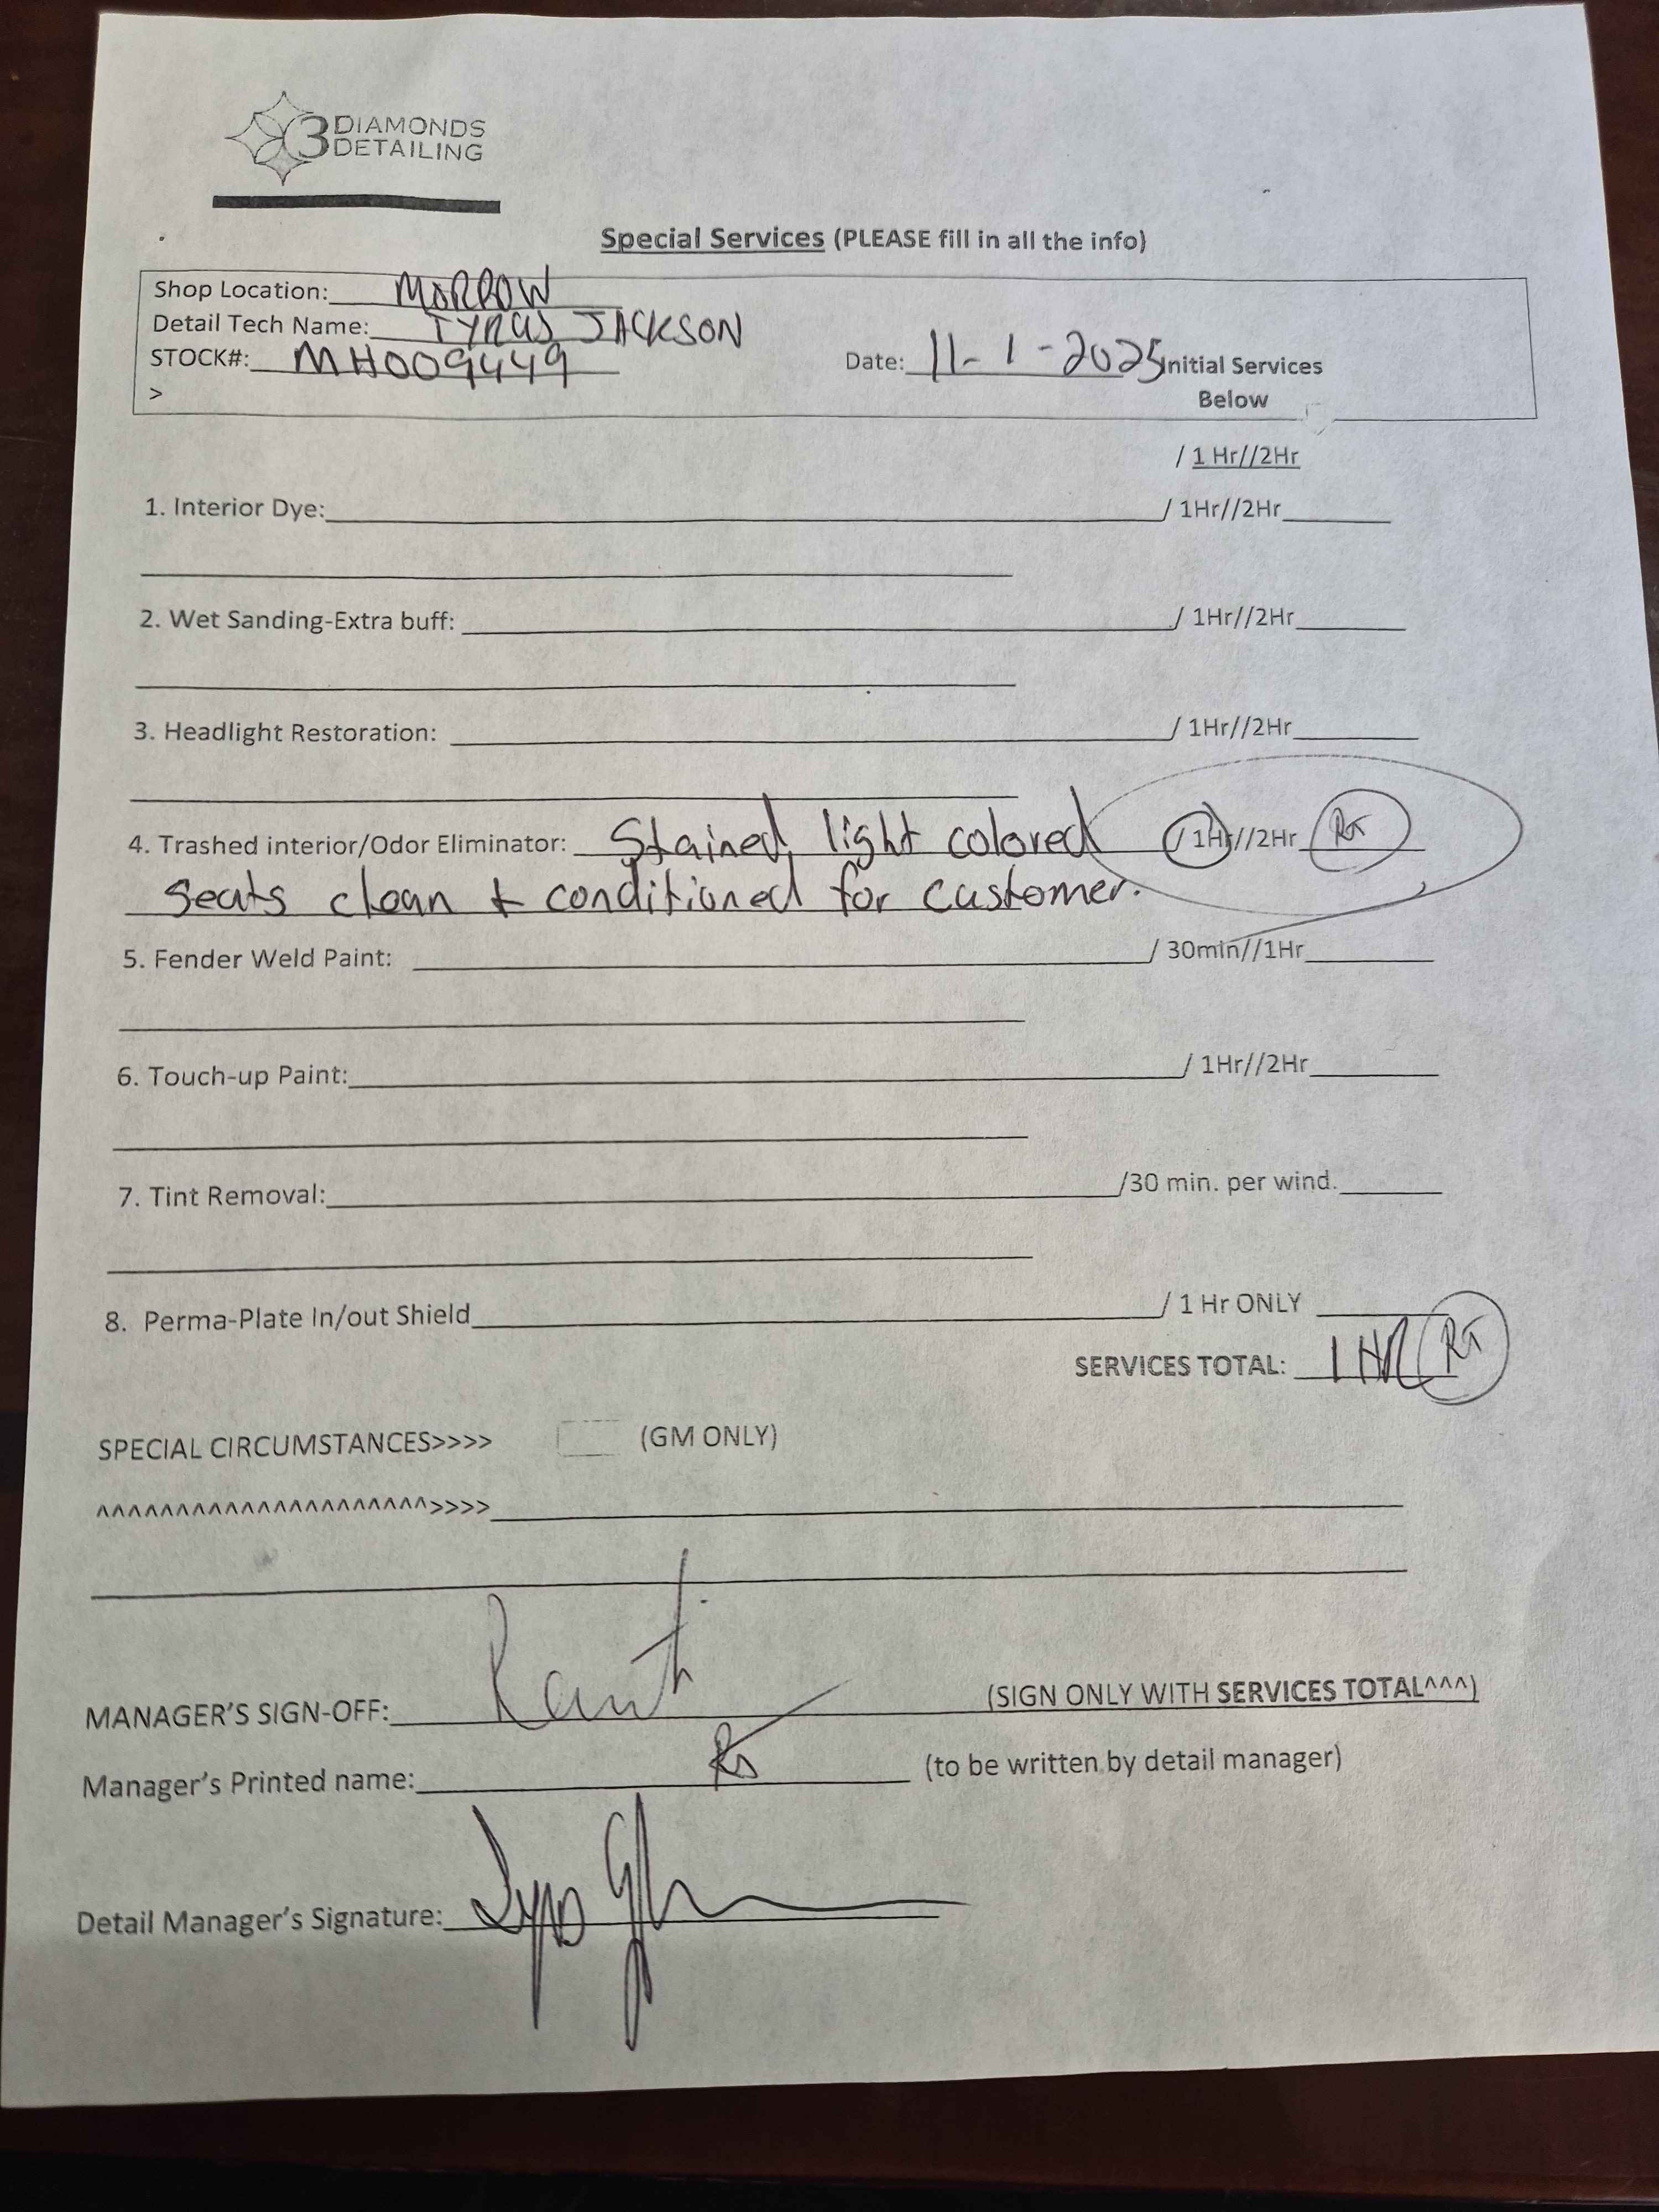 3 DIAMONDS
DETAILING
Special Services (PLEASE fill in all the info)
Shop Location: MORROW
Detail Tech Name: TYRUS JACKSON
STOCK#: MH009449 Date: 11-1-2025 Initial Services
> Below
/ 1 Hr//2Hr
1. Interior Dye: / 1Hr//2Hr
2. Wet Sanding-Extra buff: / 1Hr//2Hr
3. Headlight Restoration: / 1Hr//2Hr
4. Trashed interior/Odor Eliminator: Stained, light colored / 1Hr//2Hr RT
seats clean + conditioned for customer.
5. Fender Weld Paint: / 30min//1Hr
6. Touch-up Paint: / 1Hr//2Hr
7. Tint Removal: /30 min. per wind.
8. Perma-Plate In/out Shield / 1 Hr ONLY
SERVICES TOTAL: 1 HR RT
SPECIAL CIRCUMSTANCES>>>> (GM ONLY)
^^^^^^^^^^^^^^^^^^^^^>>>>
MANAGER'S SIGN-OFF: (SIGN ONLY WITH SERVICES TOTAL^^^)
Manager's Printed name: (to be written by detail manager)
Detail Manager's Signature: